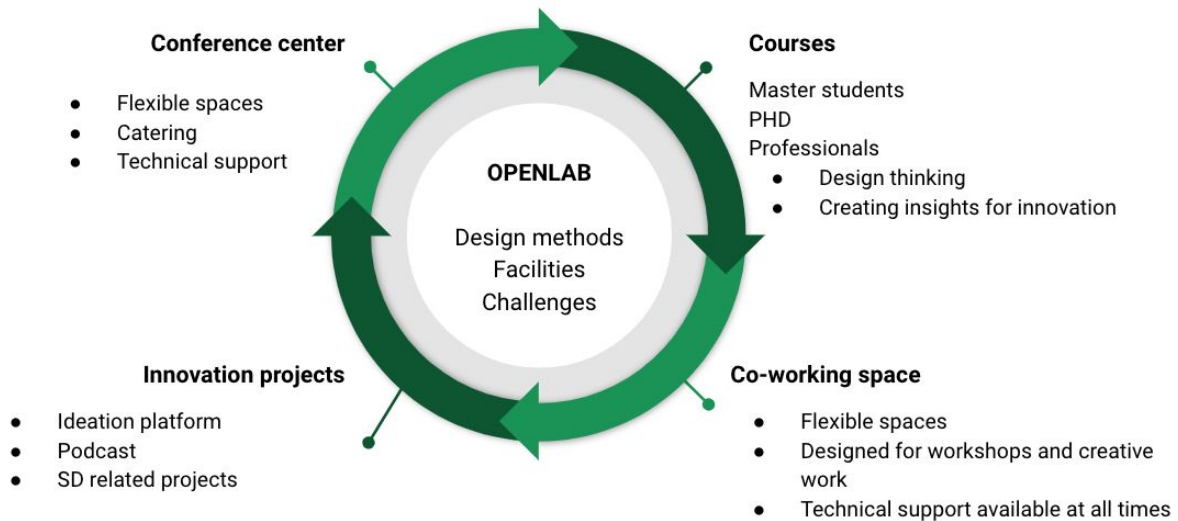 Conference center
● Flexible spaces
● Catering
● Technical support
Courses
Master students
PHD
Professionals
● Design thinking
● Creating insights for innovation
OPENLAB
Design methods
Facilities
Challenges
Innovation projects
● Ideation platform
● Podcast
● SD related projects
Co-working space
● Flexible spaces
● Designed for workshops and creative
work
● Technical support available at all times